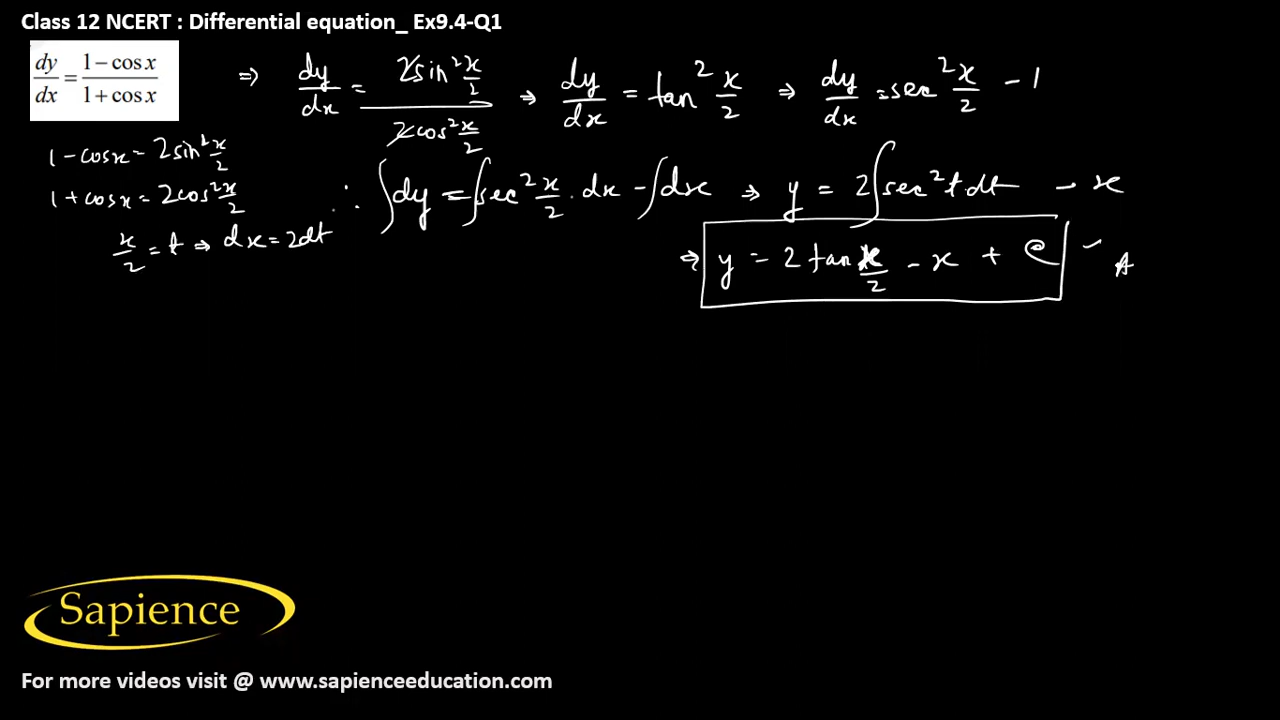 Class 12 NCERT : Differential equation_ Ex9.4-Q1
dy/dx = (1 − cos x)/(1 + cos x) ⇒ dy/dx = 2sin² x/2 / 2cos² x/2 ⇒ dy/dx = tan² x/2 ⇒ dy/dx = sec² x/2 − 1
1 − cosx = 2sin² x/2
1 + cosx = 2cos² x/2
∴ ∫dy = ∫sec² x/2 . dx − ∫dx ⇒ y = 2∫sec²t dt − x
x/2 = t ⇒ dx = 2dt
⇒ y = 2 tan x/2 − x + C
Sapience
For more videos visit @ www.sapienceeducation.com